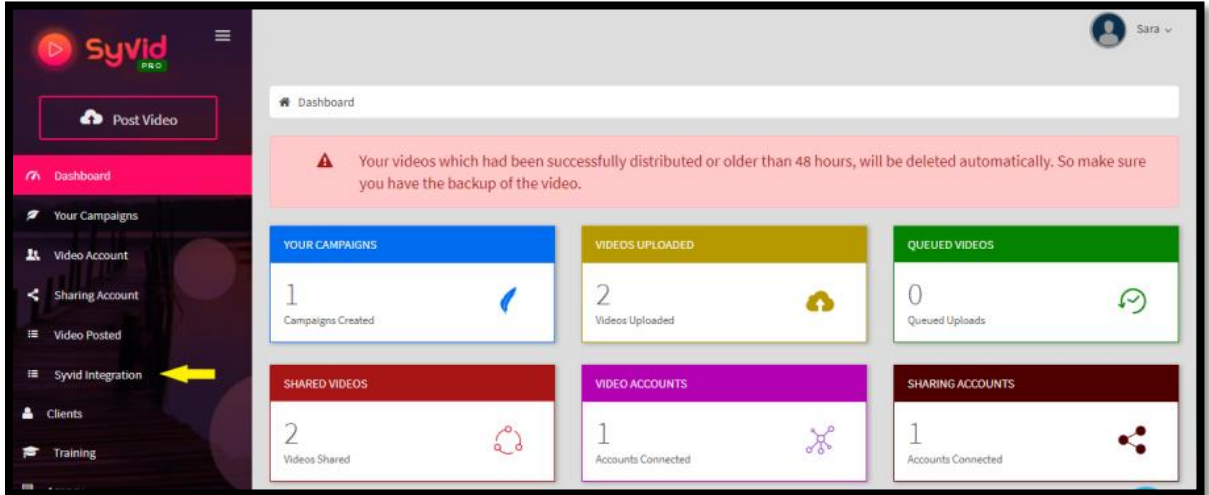 Syvid
PRO
Sara
Post Video
Dashboard
Your videos which had been successfully distributed or older than 48 hours, will be deleted automatically. So make sure
you have the backup of the video.
Dashboard
Your Campaigns
Video Account
Sharing Account
Video Posted
Syvid Integration
Clients
Training
YOUR CAMPAIGNS
1
Campaigns Created
VIDEOS UPLOADED
2
Videos Uploaded
QUEUED VIDEOS
0
Queued Uploads
SHARED VIDEOS
2
Videos Shared
VIDEO ACCOUNTS
1
Accounts Connected
SHARING ACCOUNTS
1
Accounts Connected